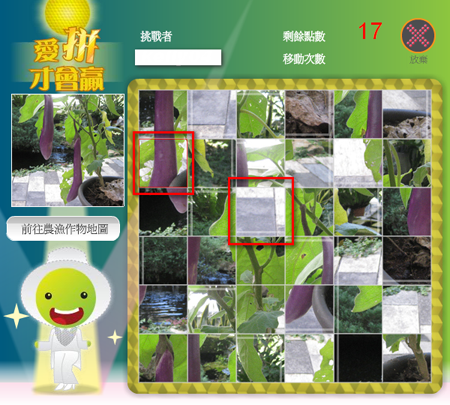 愛拼
才會贏
挑戰者
剩餘點數
17
移動次數
放棄
前往農漁作物地圖